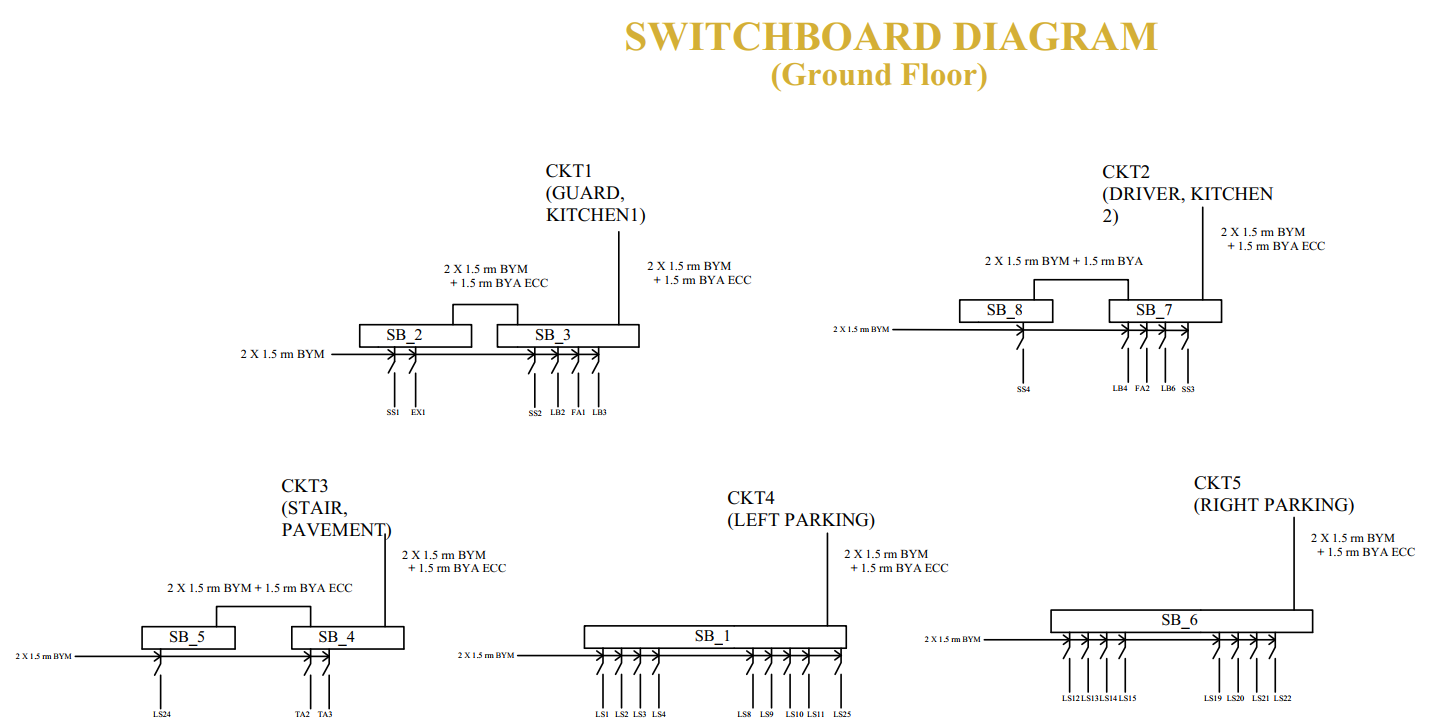 SWITCHBOARD DIAGRAM
(Ground Floor)
CKT1
(GUARD,
KITCHEN1)
2 X 1.5 rm BYM
+ 1.5 rm BYA ECC
2 X 1.5 rm BYM
+ 1.5 rm BYA ECC
SB_2
SB_3
2 X 1.5 rm BYM
SS1
EX1
SS2
LB2
FA1
LB3
CKT2
(DRIVER, KITCHEN
2)
2 X 1.5 rm BYM
+ 1.5 rm BYA ECC
2 X 1.5 rm BYM + 1.5 rm BYA
SB_8
SB_7
2 X 1.5 rm BYM
SS4
LB4
FA2
LB6
SS3
CKT3
(STAIR,
PAVEMENT)
2 X 1.5 rm BYM
+ 1.5 rm BYA ECC
2 X 1.5 rm BYM + 1.5 rm BYA ECC
SB_5
SB_4
2 X 1.5 rm BYM
LS24
TA2
TA3
CKT4
(LEFT PARKING)
2 X 1.5 rm BYM
+ 1.5 rm BYA ECC
SB_1
2 X 1.5 rm BYM
LS1
LS2
LS3
LS4
LS8
LS9
LS10
LS11
LS25
CKT5
(RIGHT PARKING)
2 X 1.5 rm BYM
+ 1.5 rm BYA ECC
SB_6
2 X 1.5 rm BYM
LS12
LS13
LS14
LS15
LS19
LS20
LS21
LS22